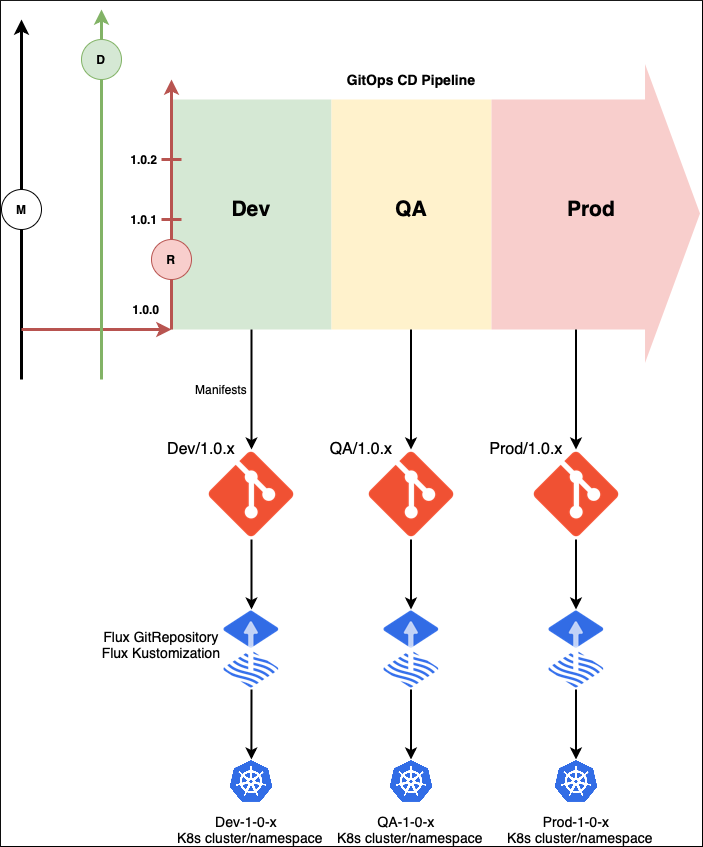 D
GitOps CD Pipeline
1.0.2
M
1.0.1
Dev
QA
Prod
R
1.0.0
Manifests
Dev/1.0.x
QA/1.0.x
Prod/1.0.x
Flux GitRepository
Flux Kustomization
Dev-1-0-x
K8s cluster/namespace
QA-1-0-x
K8s cluster/namespace
Prod-1-0-x
K8s cluster/namespace